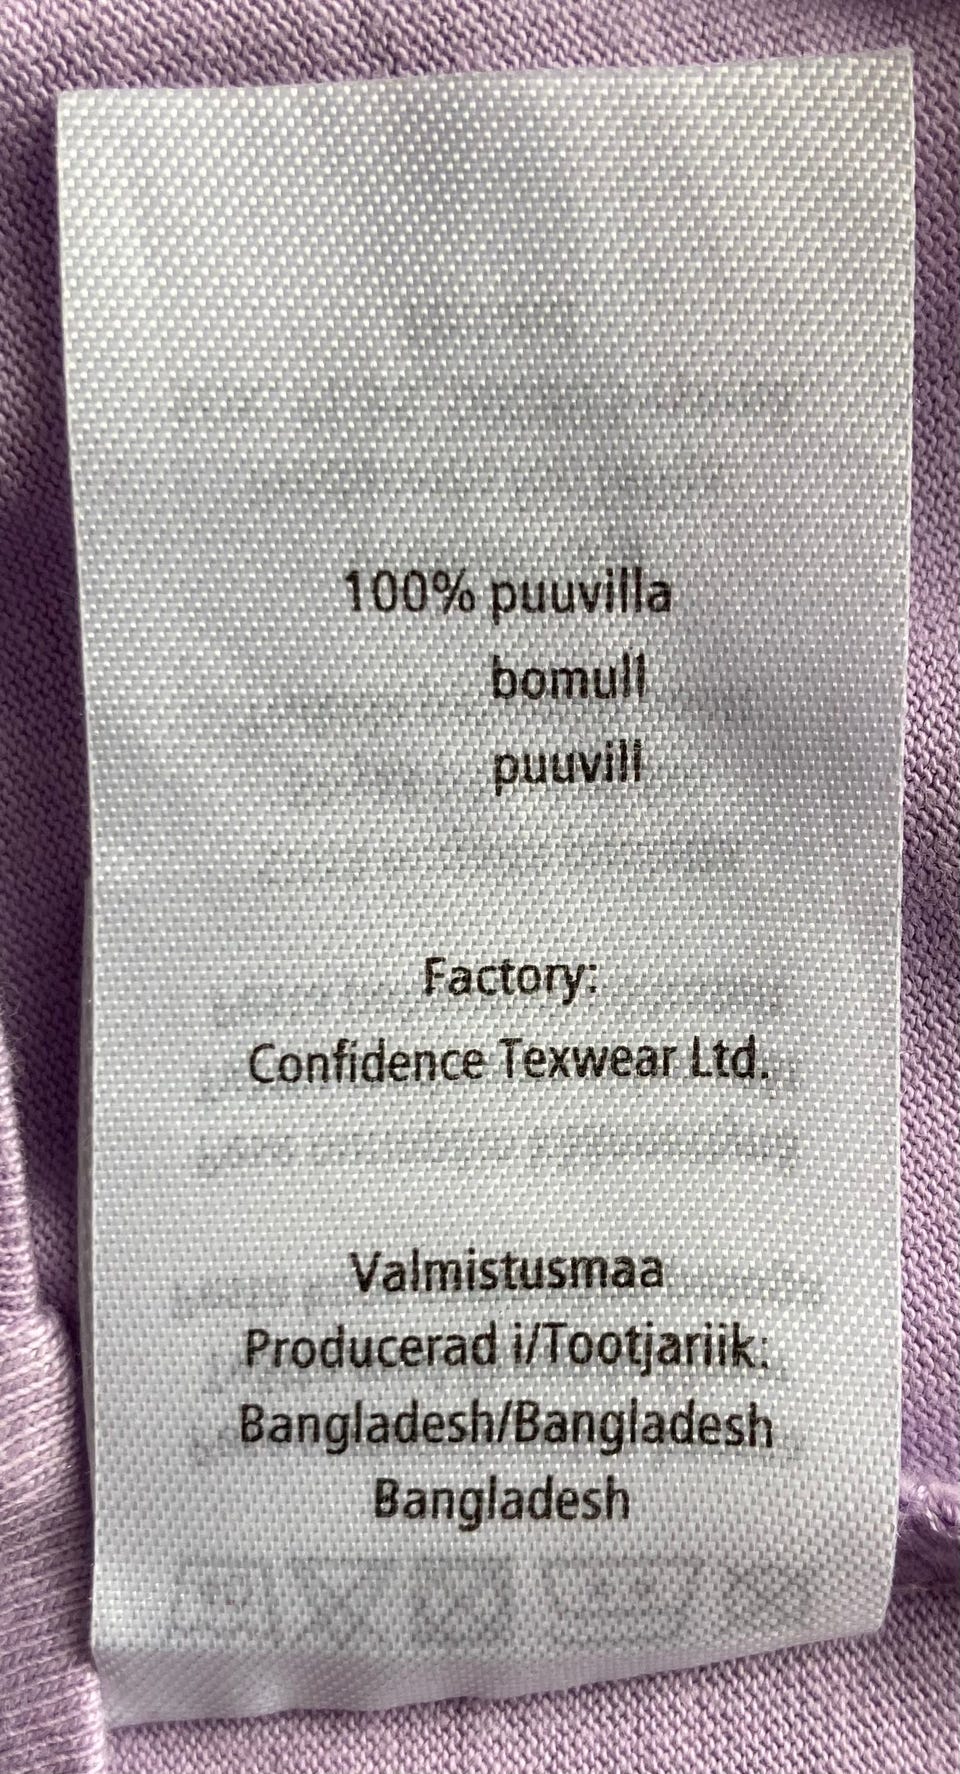 100% puuvilla
bomull
puuvill
Factory:
Confidence Texwear Ltd.
Valmistusmaa
Producerad i/Tootjariik:
Bangladesh/Bangladesh
Bangladesh